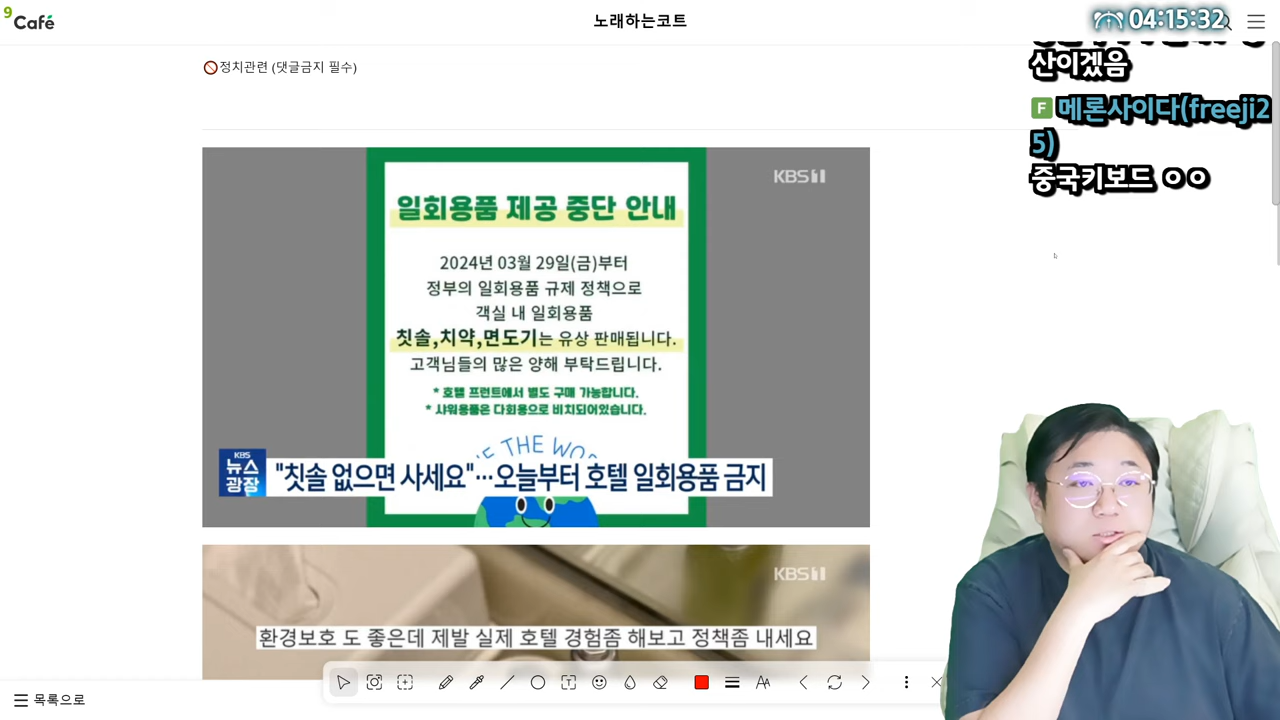 9
Café
노래하는코트
04:15:32
🚫정치관련 (댓글금지 필수)
산이겠음
F 메론사이다(freeji2
5)
중국키보드 ㅇㅇ
KBS 1
일회용품 제공 중단 안내
2024년 03월 29일(금)부터
정부의 일회용품 규제 정책으로
객실 내 일회용품
칫솔,치약,면도기는 유상 판매됩니다.
고객님들의 많은 양해 부탁드립니다.
* 호텔 프런트에서 별도 구매 가능합니다.
* 샤워용품은 다회용으로 비치되어있습니다.
THE WO
KBS
뉴스
광장
"칫솔 없으면 사세요"…오늘부터 호텔 일회용품 금지
KBS 1
환경보호 도 좋은데 제발 실제 호텔 경험좀 해보고 정책좀 내세요
목록으로